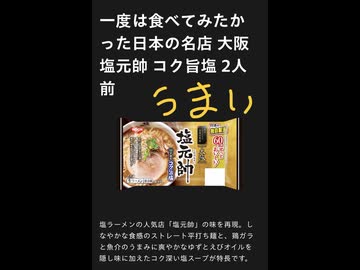 一度は食べてみたか
った日本の名店 大阪
塩元帥 コク旨塩 2人
前
うまい
塩元帥
コク旨塩
60
塩ラーメンの人気店「塩元帥」の味を再現。し
なやかな食感のストレート平打ち麺と、鶏ガラ
と魚介のうまみに爽やかなゆずとえびオイルを
隠し味に加えたコク深い塩スープが特長です。